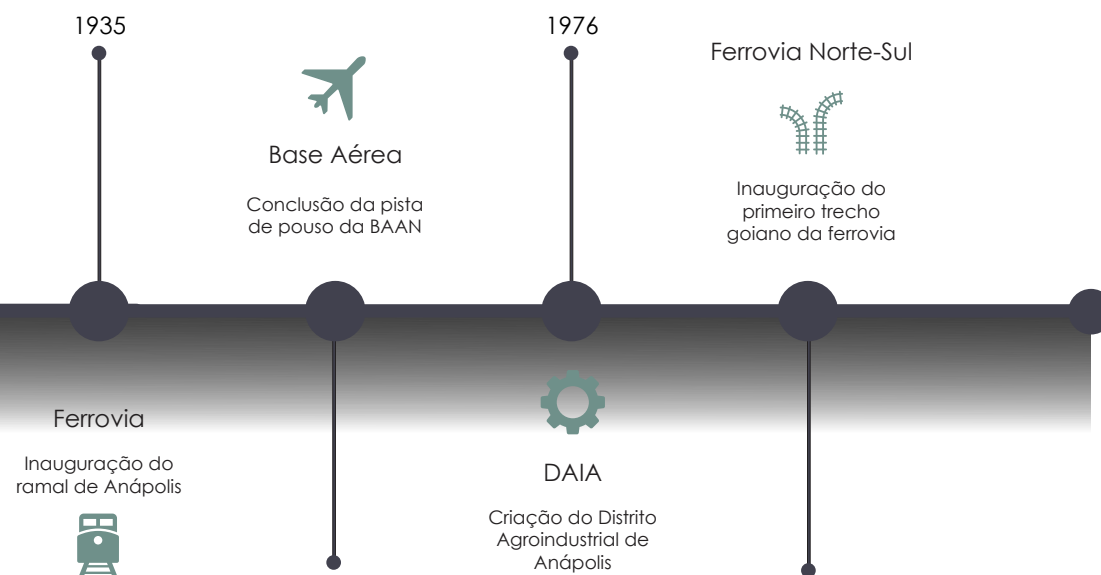 1935
Ferrovia
Inauguração do
ramal de Anápolis
Base Aérea
Conclusão da pista
de pouso da BAAN
1976
DAIA
Criação do Distrito
Agroindustrial de
Anápolis
Ferrovia Norte-Sul
Inauguração do
primeiro trecho
goiano da ferrovia